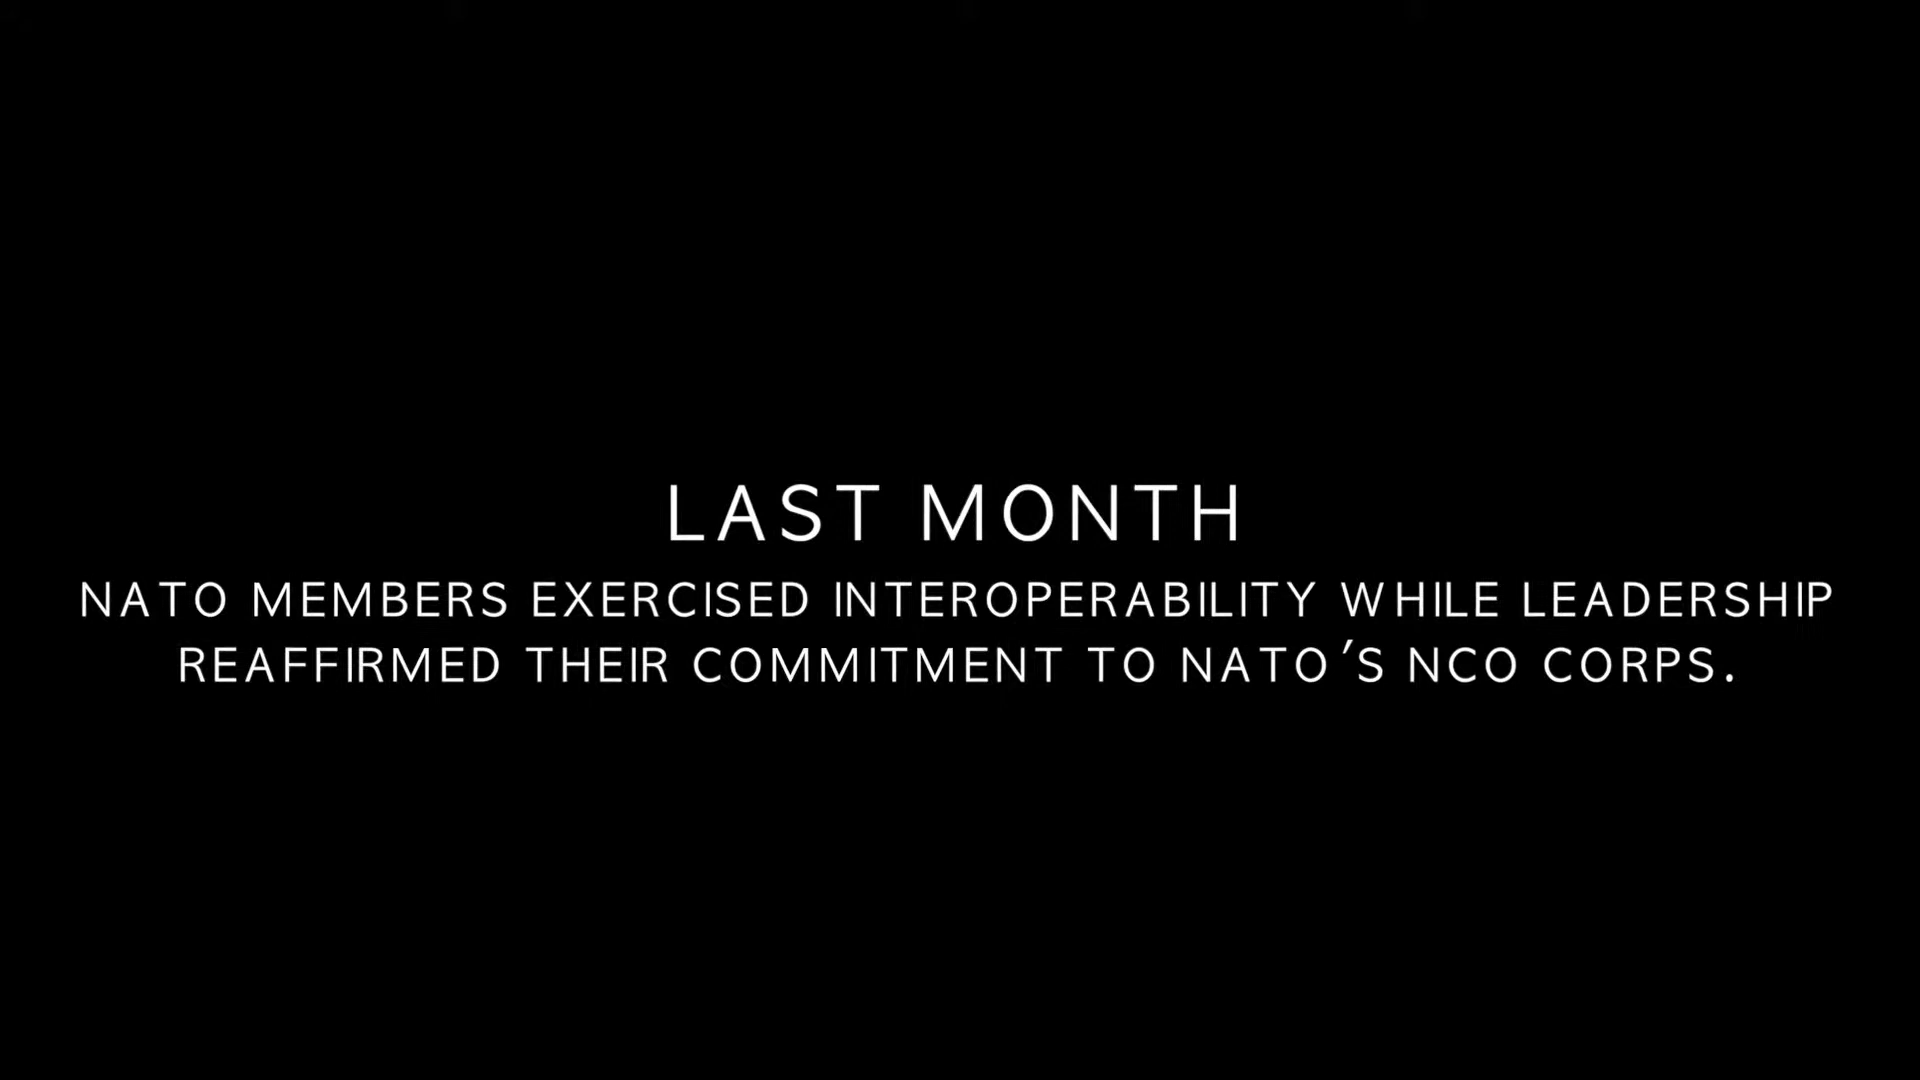 LAST MONTH
NATO MEMBERS EXERCISED INTEROPERABILITY WHILE LEADERSHIP
REAFFIRMED THEIR COMMITMENT TO NATO'S NCO CORPS.